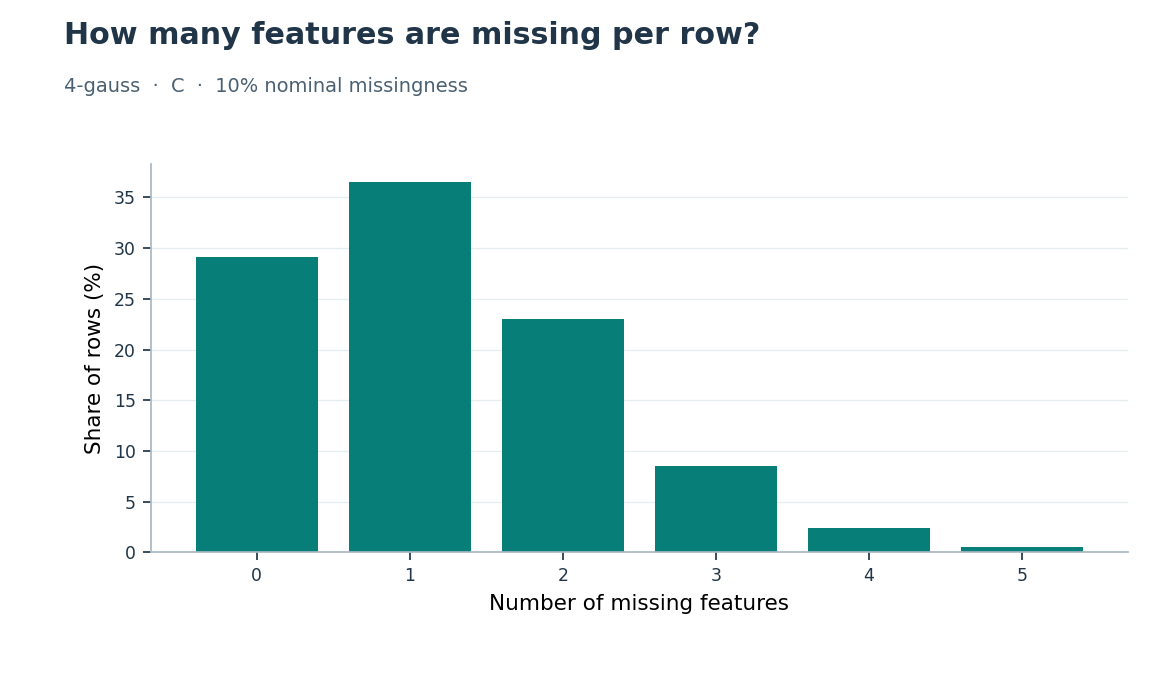 How many features are missing per row?
4-gauss · C · 10% nominal missingness
Share of rows (%)
35
30
25
20
15
10
5
0
0 1 2 3 4 5
Number of missing features